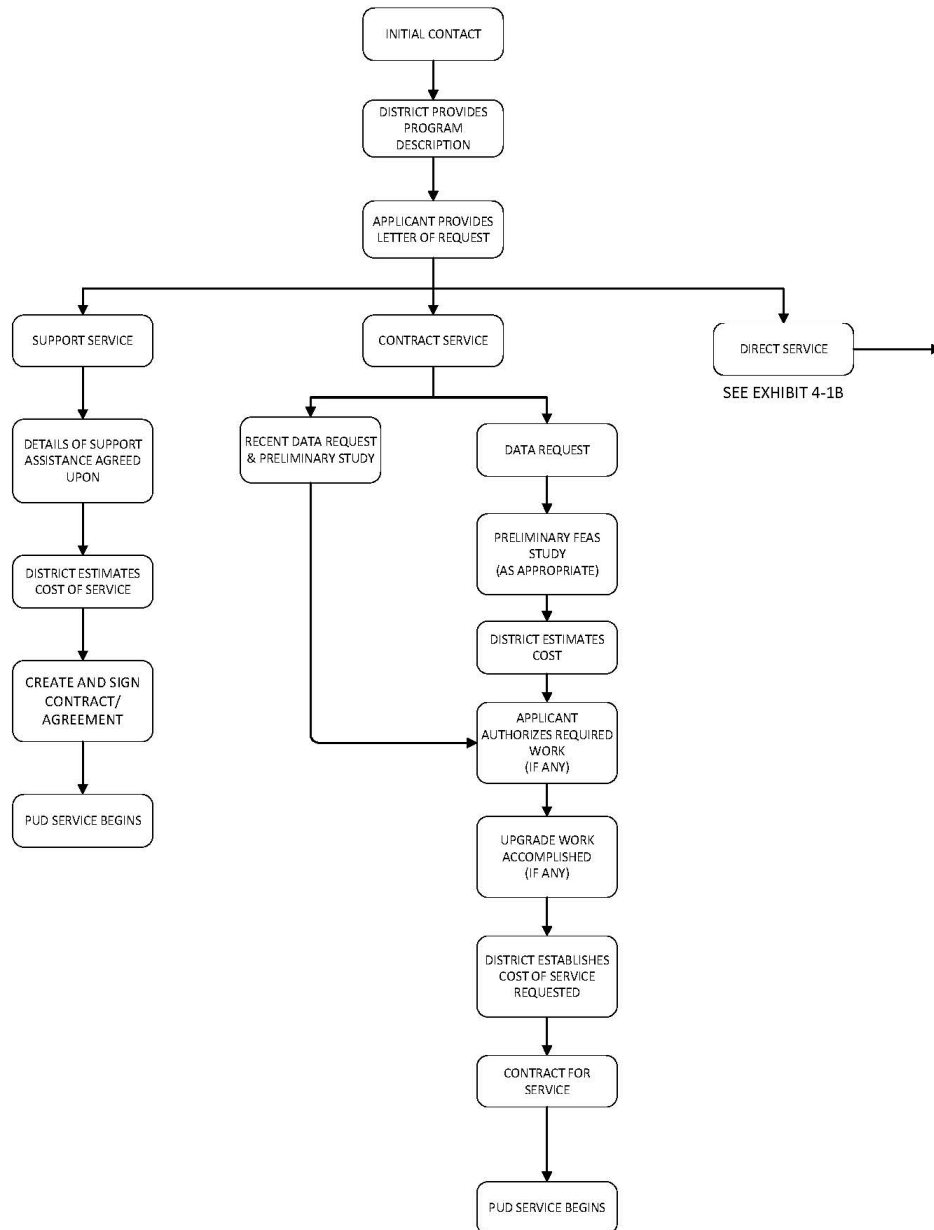 INITIAL CONTACT
DISTRICT PROVIDES
PROGRAM
DESCRIPTION
APPLICANT PROVIDES
LETTER OF REQUEST
SUPPORT SERVICE
CONTRACT SERVICE
DIRECT SERVICE
SEE EXHIBIT 4-1B
DETAILS OF SUPPORT
ASSISTANCE AGREED
UPON
DISTRICT ESTIMATES
COST OF SERVICE
CREATE AND SIGN
CONTRACT/
AGREEMENT
PUD SERVICE BEGINS
RECENT DATA REQUEST
& PRELIMINARY STUDY
DATA REQUEST
PRELIMINARY FEAS
STUDY
(AS APPROPRIATE)
DISTRICT ESTIMATES
COST
APPLICANT
AUTHORIZES REQUIRED
WORK
(IF ANY)
UPGRADE WORK
ACCOMPLISHED
(IF ANY)
DISTRICT ESTABLISHES
COST OF SERVICE
REQUESTED
CONTRACT FOR
SERVICE
PUD SERVICE BEGINS